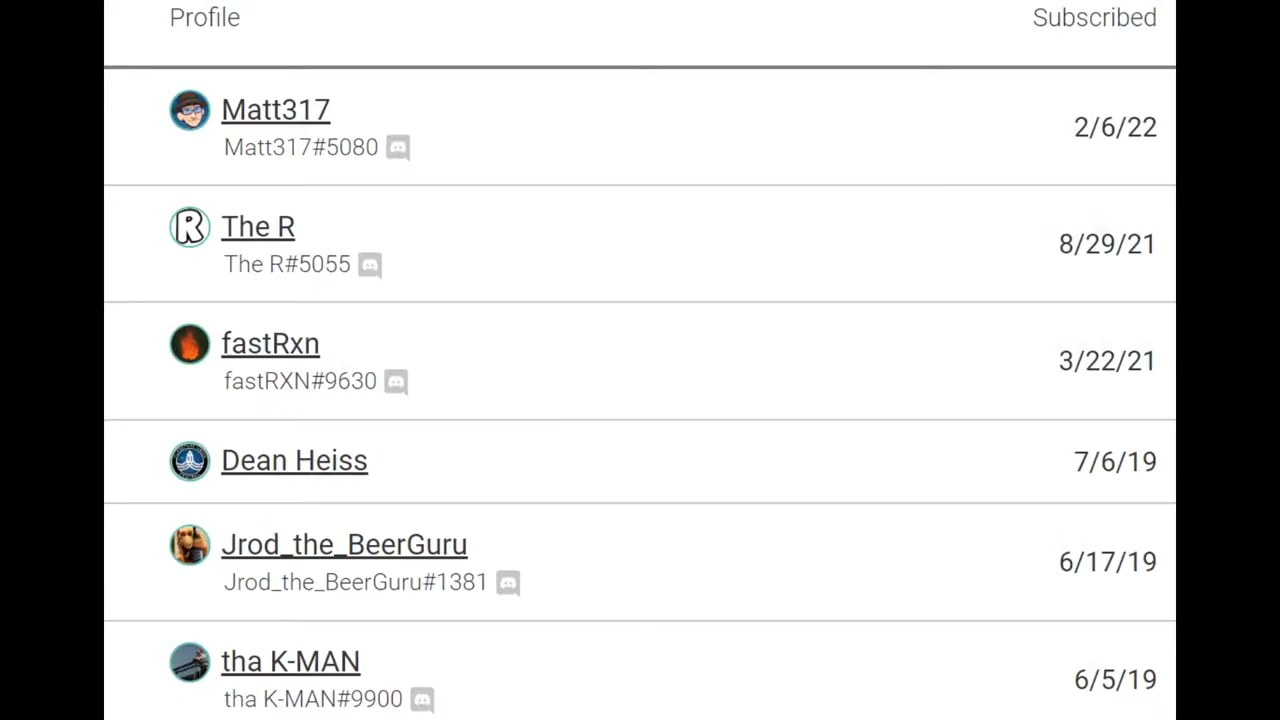 Profile Subscribed
Matt317
Matt317#5080
2/6/22
The R
The R#5055
8/29/21
fastRxn
fastRXN#9630
3/22/21
Dean Heiss
7/6/19
Jrod_the_BeerGuru
Jrod_the_BeerGuru#1381
6/17/19
tha K-MAN
tha K-MAN#9900
6/5/19